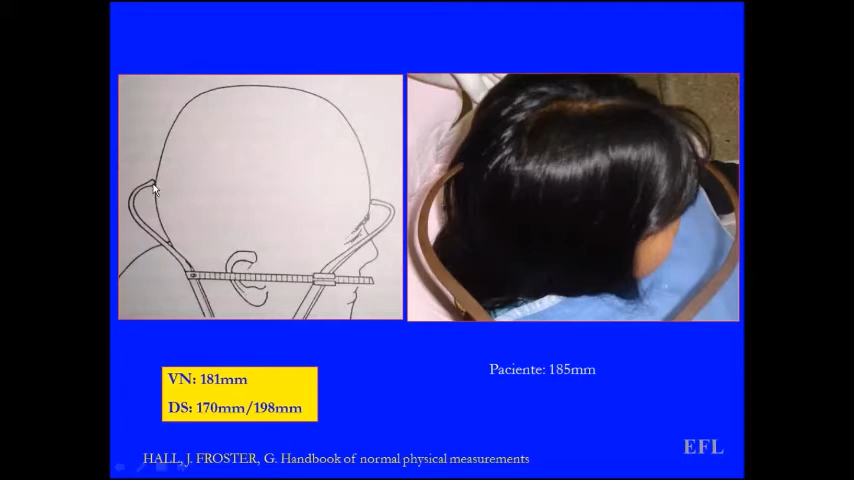 VN: 181mm
DS: 170mm/198mm
Paciente: 185mm
HALL, J. FROSTER, G. Handbook of normal physical measurements
EFL